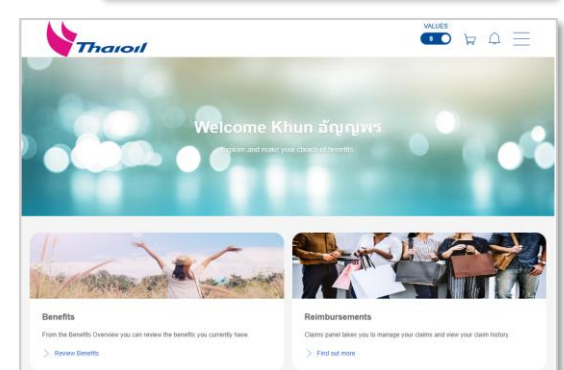 Thaioil
VALUES
Welcome Khun อัญญพร
Explore and make your choice of benefits.
Benefits
From the Benefits Overview you can review the benefits you currently have.
Review Benefits
Reimbursements
Claims panel takes you to manage your claims and view your claim history.
Find out more